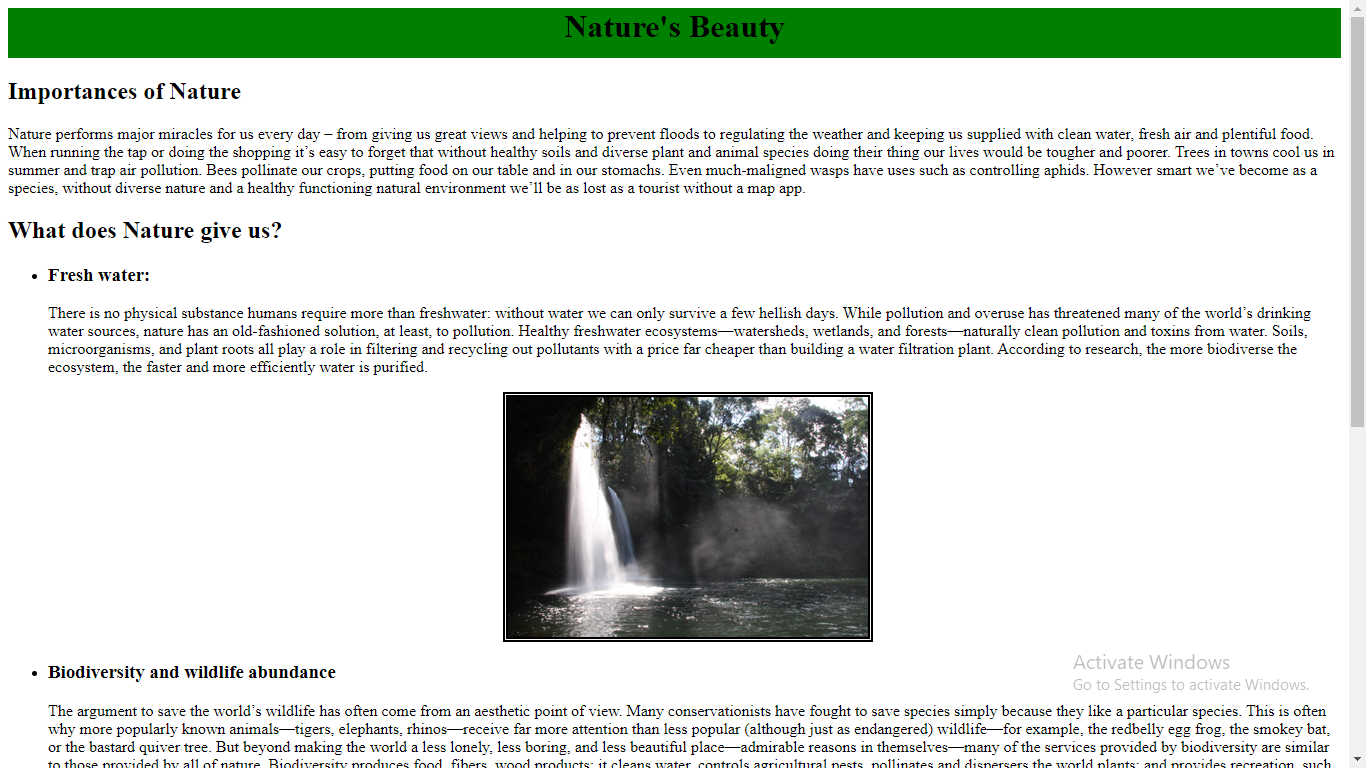 Nature's Beauty
Importances of Nature
Nature performs major miracles for us every day – from giving us great views and helping to prevent floods to regulating the weather and keeping us supplied with clean water, fresh air and plentiful food.
When running the tap or doing the shopping it’s easy to forget that without healthy soils and diverse plant and animal species doing their thing our lives would be tougher and poorer. Trees in towns cool us in
summer and trap air pollution. Bees pollinate our crops, putting food on our table and in our stomachs. Even much-maligned wasps have uses such as controlling aphids. However smart we’ve become as a
species, without diverse nature and a healthy functioning natural environment we’ll be as lost as a tourist without a map app.
What does Nature give us?
• Fresh water:
There is no physical substance humans require more than freshwater: without water we can only survive a few hellish days. While pollution and overuse has threatened many of the world’s drinking
water sources, nature has an old-fashioned solution, at least, to pollution. Healthy freshwater ecosystems—watersheds, wetlands, and forests—naturally clean pollution and toxins from water. Soils,
microorganisms, and plant roots all play a role in filtering and recycling out pollutants with a price far cheaper than building a water filtration plant. According to research, the more biodiverse the
ecosystem, the faster and more efficiently water is purified.
• Biodiversity and wildlife abundance
The argument to save the world’s wildlife has often come from an aesthetic point of view. Many conservationists have fought to save species simply because they like a particular species. This is often
why more popularly known animals—tigers, elephants, rhinos—receive far more attention than less popular (although just as endangered) wildlife—for example, the redbelly egg frog, the smokey bat,
or the bastard quiver tree. But beyond making the world a less lonely, less boring, and less beautiful place—admirable reasons in themselves—many of the services provided by biodiversity are similar
to those provided by all of nature. Biodiversity produces food, fibers, wood products; it cleans water, controls agricultural pests, pollinates and dispersers the world plants; and provides recreation, such
Activate Windows
Go to Settings to activate Windows.